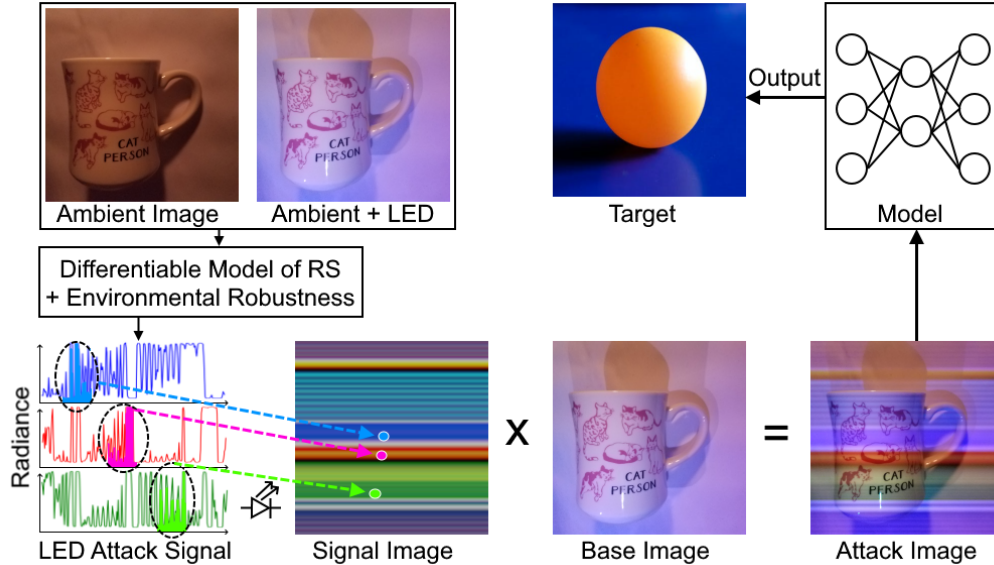 CAT
PERSON
CAT
PERSON
Ambient Image
Ambient + LED
Target
Output
Model
Differentiable Model of RS
+ Environmental Robustness
Radiance
LED Attack Signal
Signal Image
X
CAT
PERSON
Base Image
=
CAT
PERSON
Attack Image